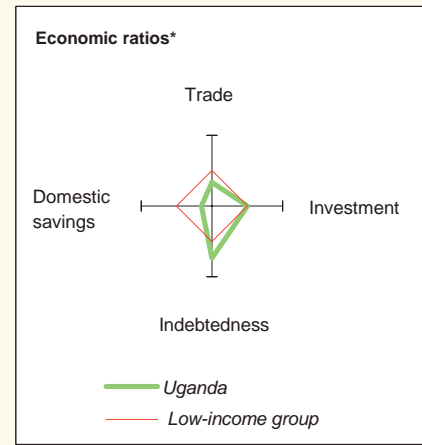 Economic ratios*
Trade
Domestic
savings
Investment
Indebtedness
Uganda
Low-income group